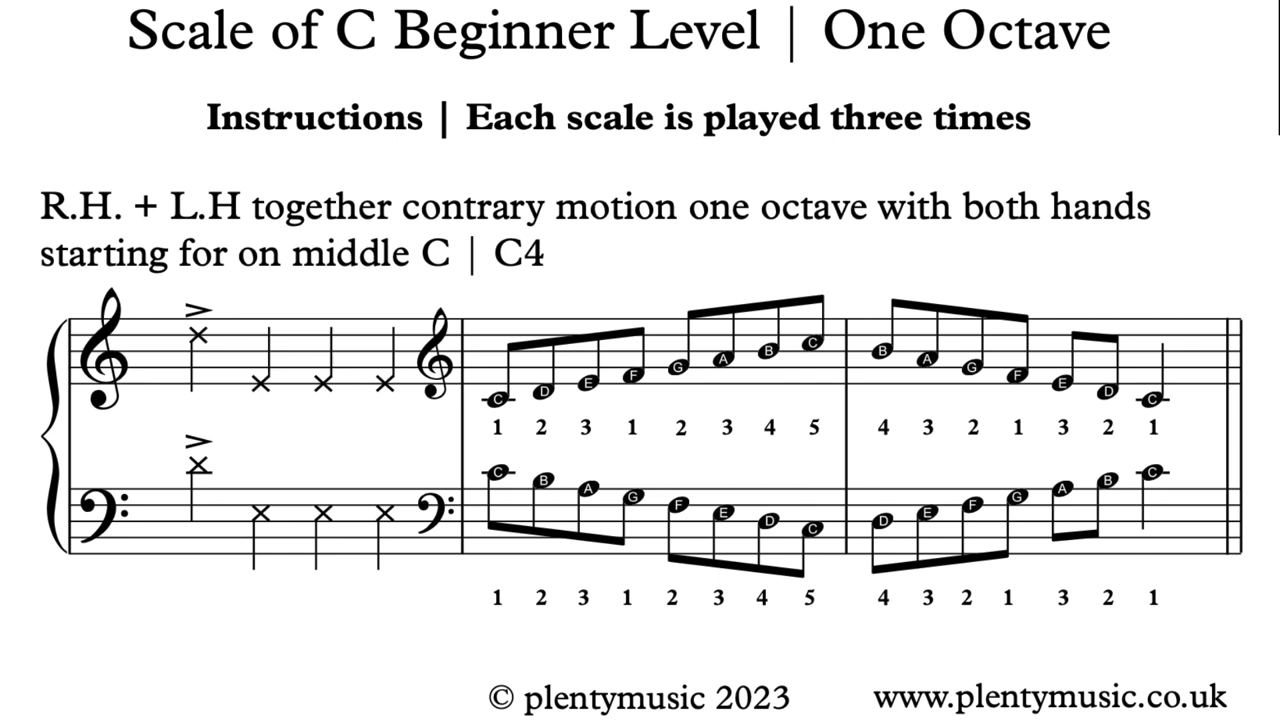 Scale of C Beginner Level | One Octave
Instructions | Each scale is played three times
R.H. + L.H together contrary motion one octave with both hands
starting for on middle C | C4
C D E F G A B C B A G F E D C
1 2 3 1 2 3 4 5 4 3 2 1 3 2 1
C B A G F E D C D E F G A B C
1 2 3 1 2 3 4 5 4 3 2 1 3 2 1
© plentymusic 2023 www.plentymusic.co.uk